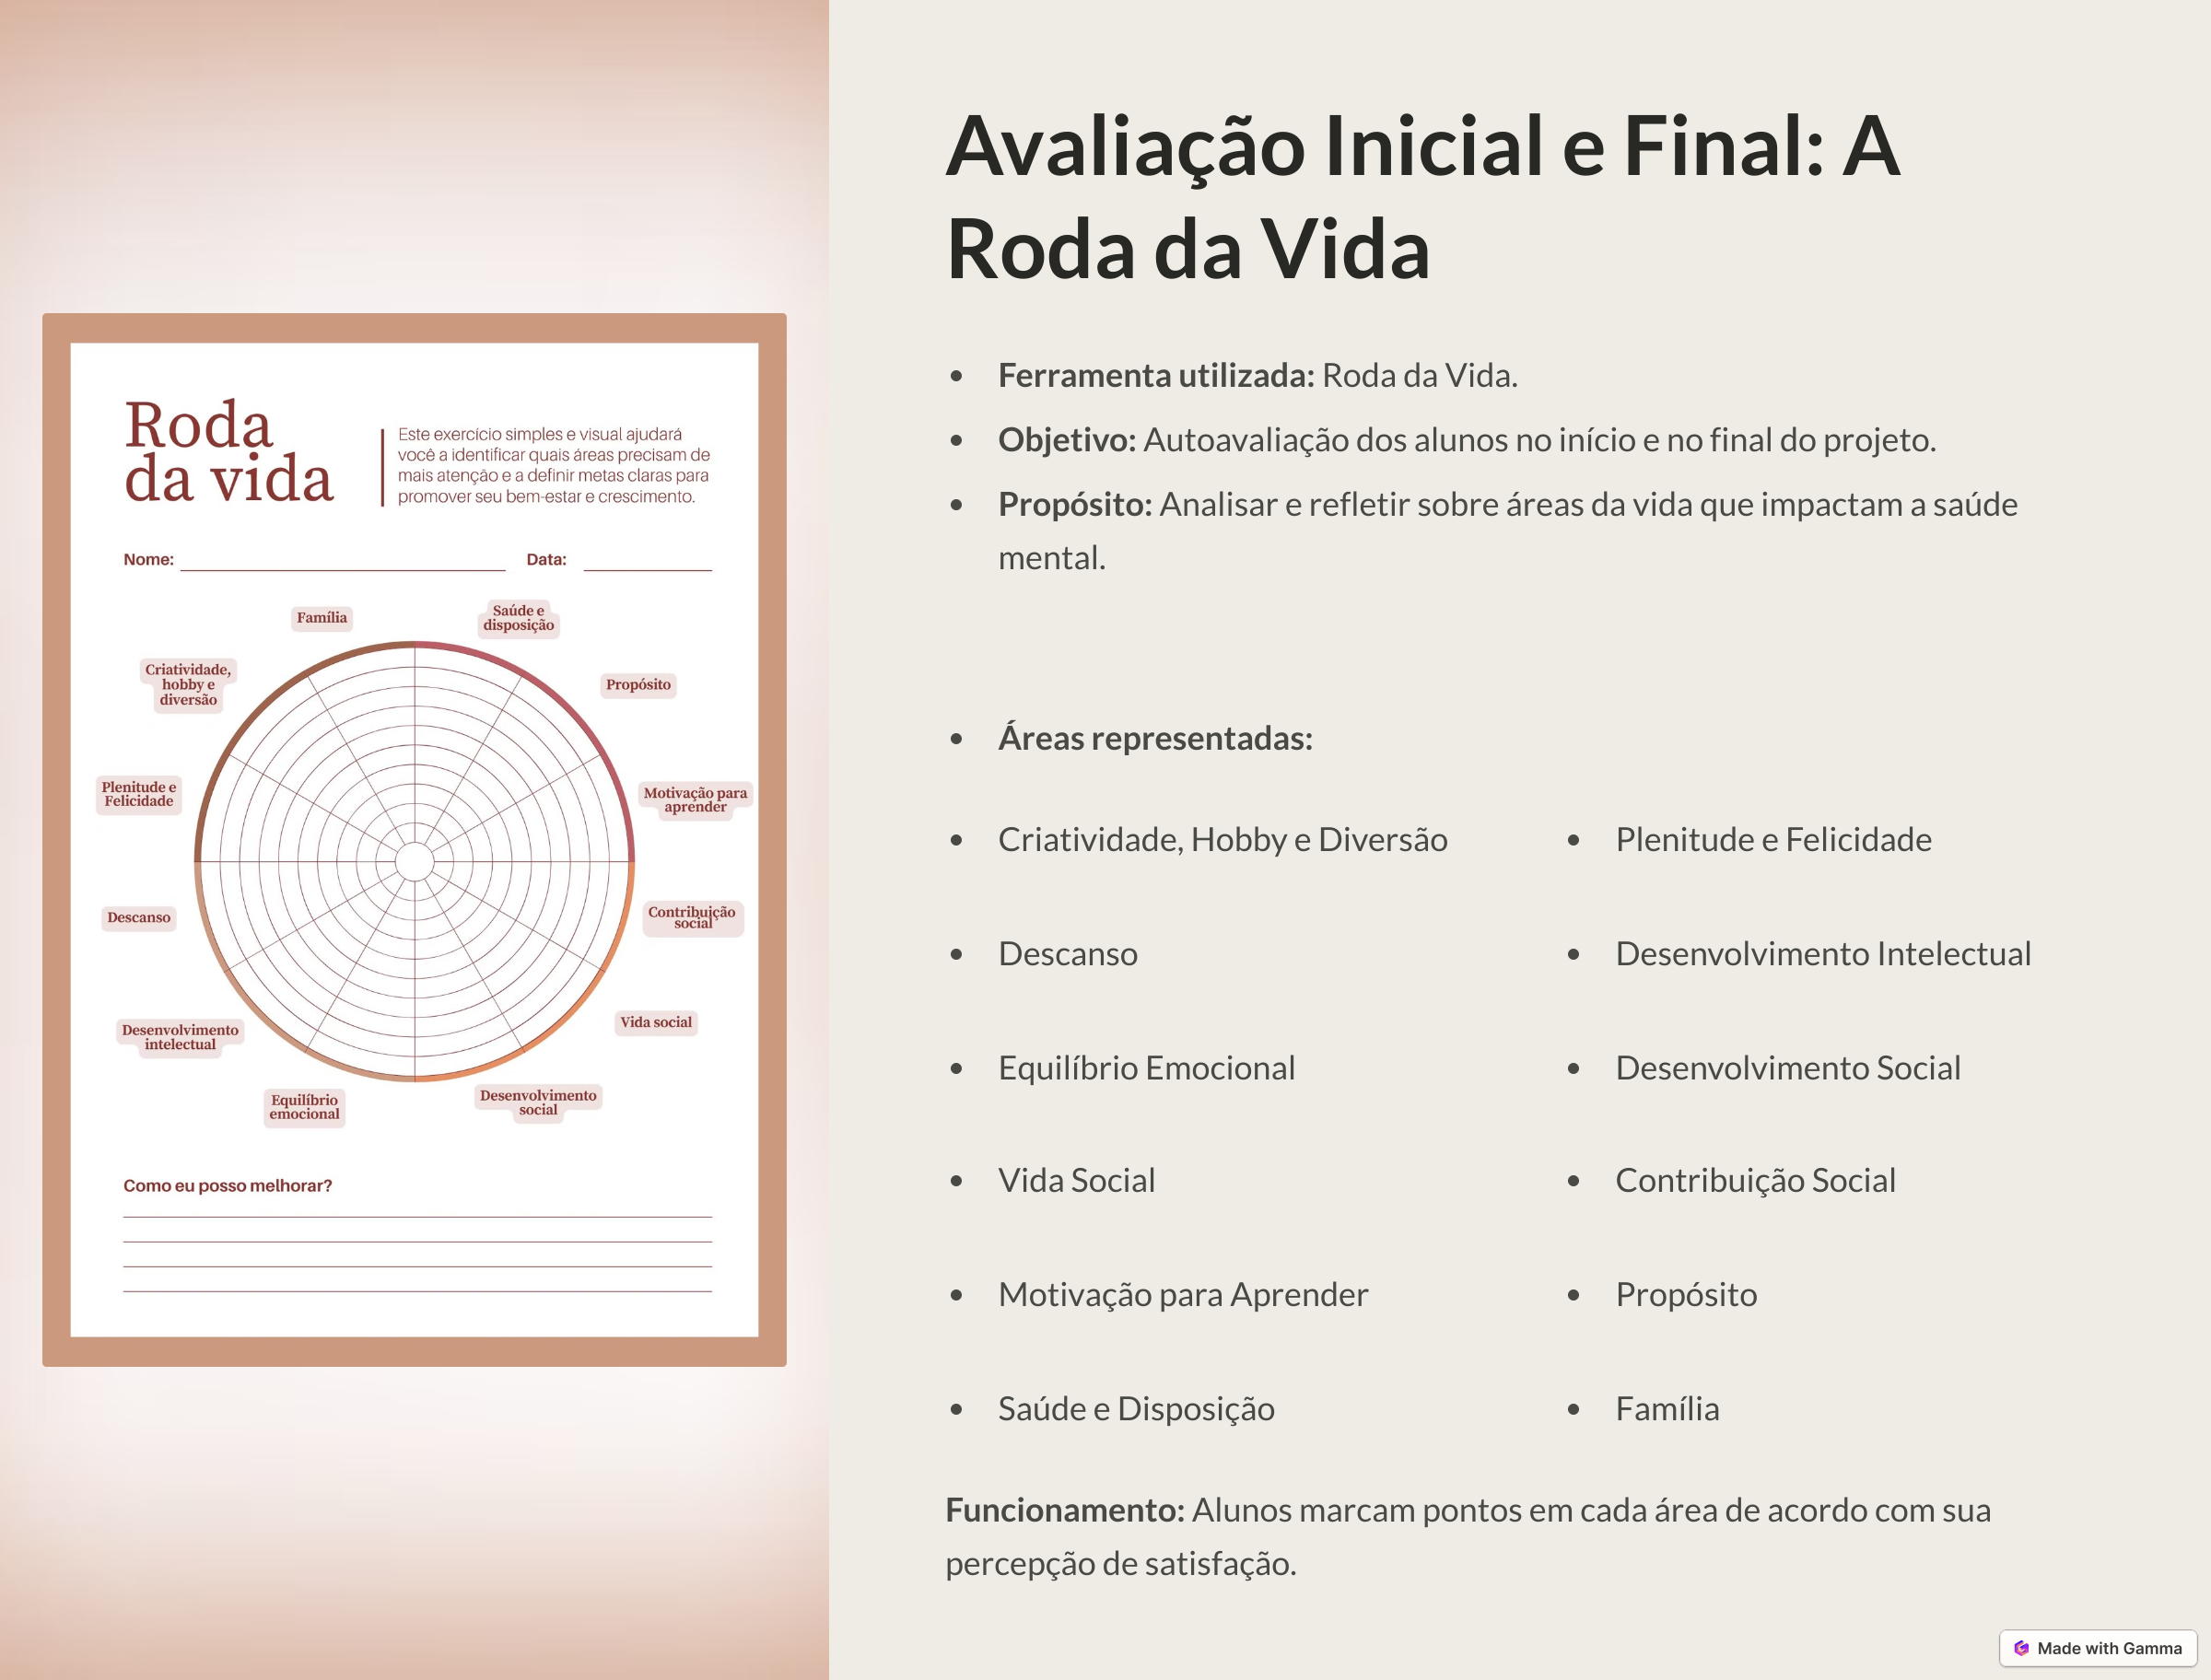 Roda
da vida
Este exercício simples e visual ajudará
você a identificar quais áreas precisam de
mais atenção e a definir metas claras para
promover seu bem-estar e crescimento.
Nome:
Data:
Família
Saúde e
disposição
Criatividade,
hobby e
diversão
Propósito
Plenitude e
Felicidade
Motivação para
aprender
Descanso
Contribuição
social
Desenvolvimento
intelectual
Vida social
Equilíbrio
emocional
Desenvolvimento
social
Como eu posso melhorar?
Avaliação Inicial e Final: A
Roda da Vida
• Ferramenta utilizada: Roda da Vida.
• Objetivo: Autoavaliação dos alunos no início e no final do projeto.
• Propósito: Analisar e refletir sobre áreas da vida que impactam a saúde
mental.
• Áreas representadas:
• Criatividade, Hobby e Diversão
• Plenitude e Felicidade
• Descanso
• Desenvolvimento Intelectual
• Equilíbrio Emocional
• Desenvolvimento Social
• Vida Social
• Contribuição Social
• Motivação para Aprender
• Propósito
• Saúde e Disposição
• Família
Funcionamento: Alunos marcam pontos em cada área de acordo com sua
percepção de satisfação.
Made with Gamma